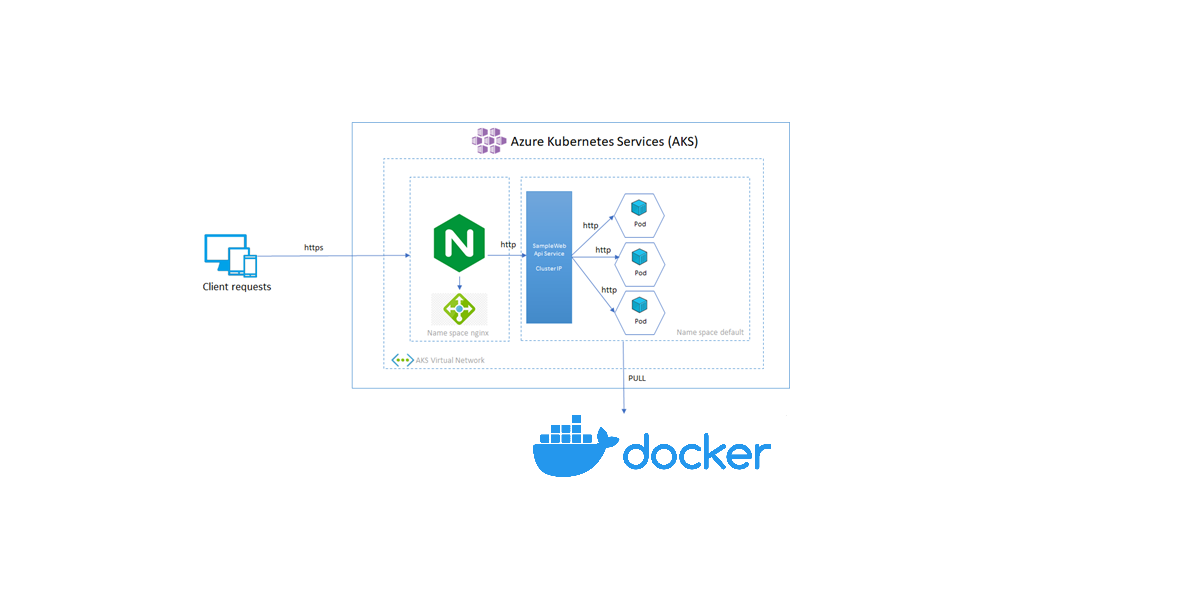 Azure Kubernetes Services (AKS)
https
Client requests
N
http
SampleWeb
Api Service
Cluster IP
http
http
http
Pod
Pod
Pod
Name space nginx
Name space default
AKS Virtual Network
PULL
docker